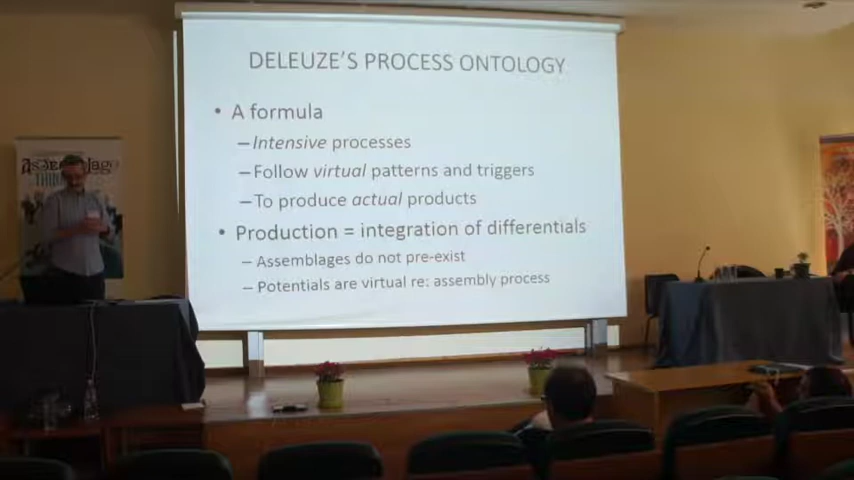 DELEUZE'S PROCESS ONTOLOGY
• A formula
–Intensive processes
–Follow virtual patterns and triggers
–To produce actual products
• Production = integration of differentials
– Assemblages do not pre-exist
– Potentials are virtual re: assembly process